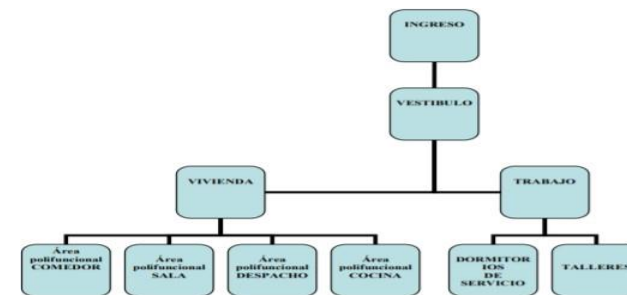 INGRESO
VESTIBULO
VIVIENDA
TRABAJO
Área
polifuncional
COMEDOR
Área
polifuncional
SALA
Área
polifuncional
DESPACHO
Área
polifuncional
COCINA
DORMITOR
IOS
DE
SERVICIO
TALLERES